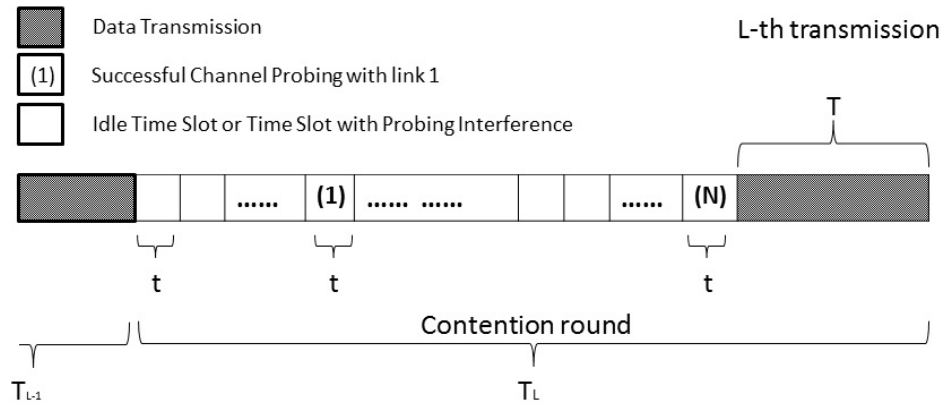 Data Transmission
L-th transmission
(1) Successful Channel Probing with link 1
Idle Time Slot or Time Slot with Probing Interference
T
...... (1) ...... ...... ...... (N)
t t t
Contention round
TL-1 TL